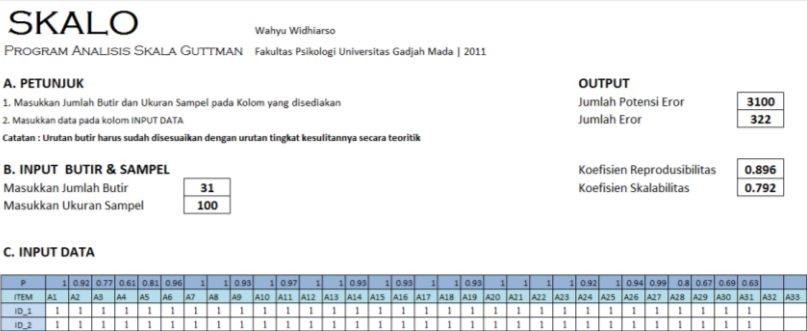 SKALO
Wahyu Widhiarso
PROGRAM ANALISIS SKALA GUTTMAN Fakultas Psikologi Universitas Gadjah Mada | 2011
A. PETUNJUK
1. Masukkan Jumlah Butir dan Ukuran Sampel pada Kolom yang disediakan
2. Masukkan data pada kolom INPUT DATA
Catatan : Urutan butir harus sudah disesuaikan dengan urutan tingkat kesulitannya secara teoritik
OUTPUT
Jumlah Potensi Eror 3100
Jumlah Eror 322
B. INPUT BUTIR & SAMPEL
Masukkan Jumlah Butir 31
Masukkan Ukuran Sampel 100
Koefisien Reprodusibilitas 0.896
Koefisien Skalabilitas 0.792
C. INPUT DATA
P 1 0.92 0.77 0.61 0.81 0.96 1 1 0.93 1 0.97 1 1 0.93 1 0.93 1 1 0.93 1 1 1 1 0.92 1 0.94 0.99 0.8 0.67 0.69 0.63
ITEM A1 A2 A3 A4 A5 A6 A7 A8 A9 A10 A11 A12 A13 A14 A15 A16 A17 A18 A19 A20 A21 A22 A23 A24 A25 A26 A27 A28 A29 A30 A31 A32 A33
ID_1 1 1 1 1 1 1 1 1 1 1 1 1 1 1 1 1 1 1 1 1 1 1 1 1 1 1 1 1 1 1 1
ID_2 1 1 1 1 1 1 1 1 1 1 1 1 1 1 1 1 1 1 1 1 1 1 1 1 1 1 1 1 1 1 1